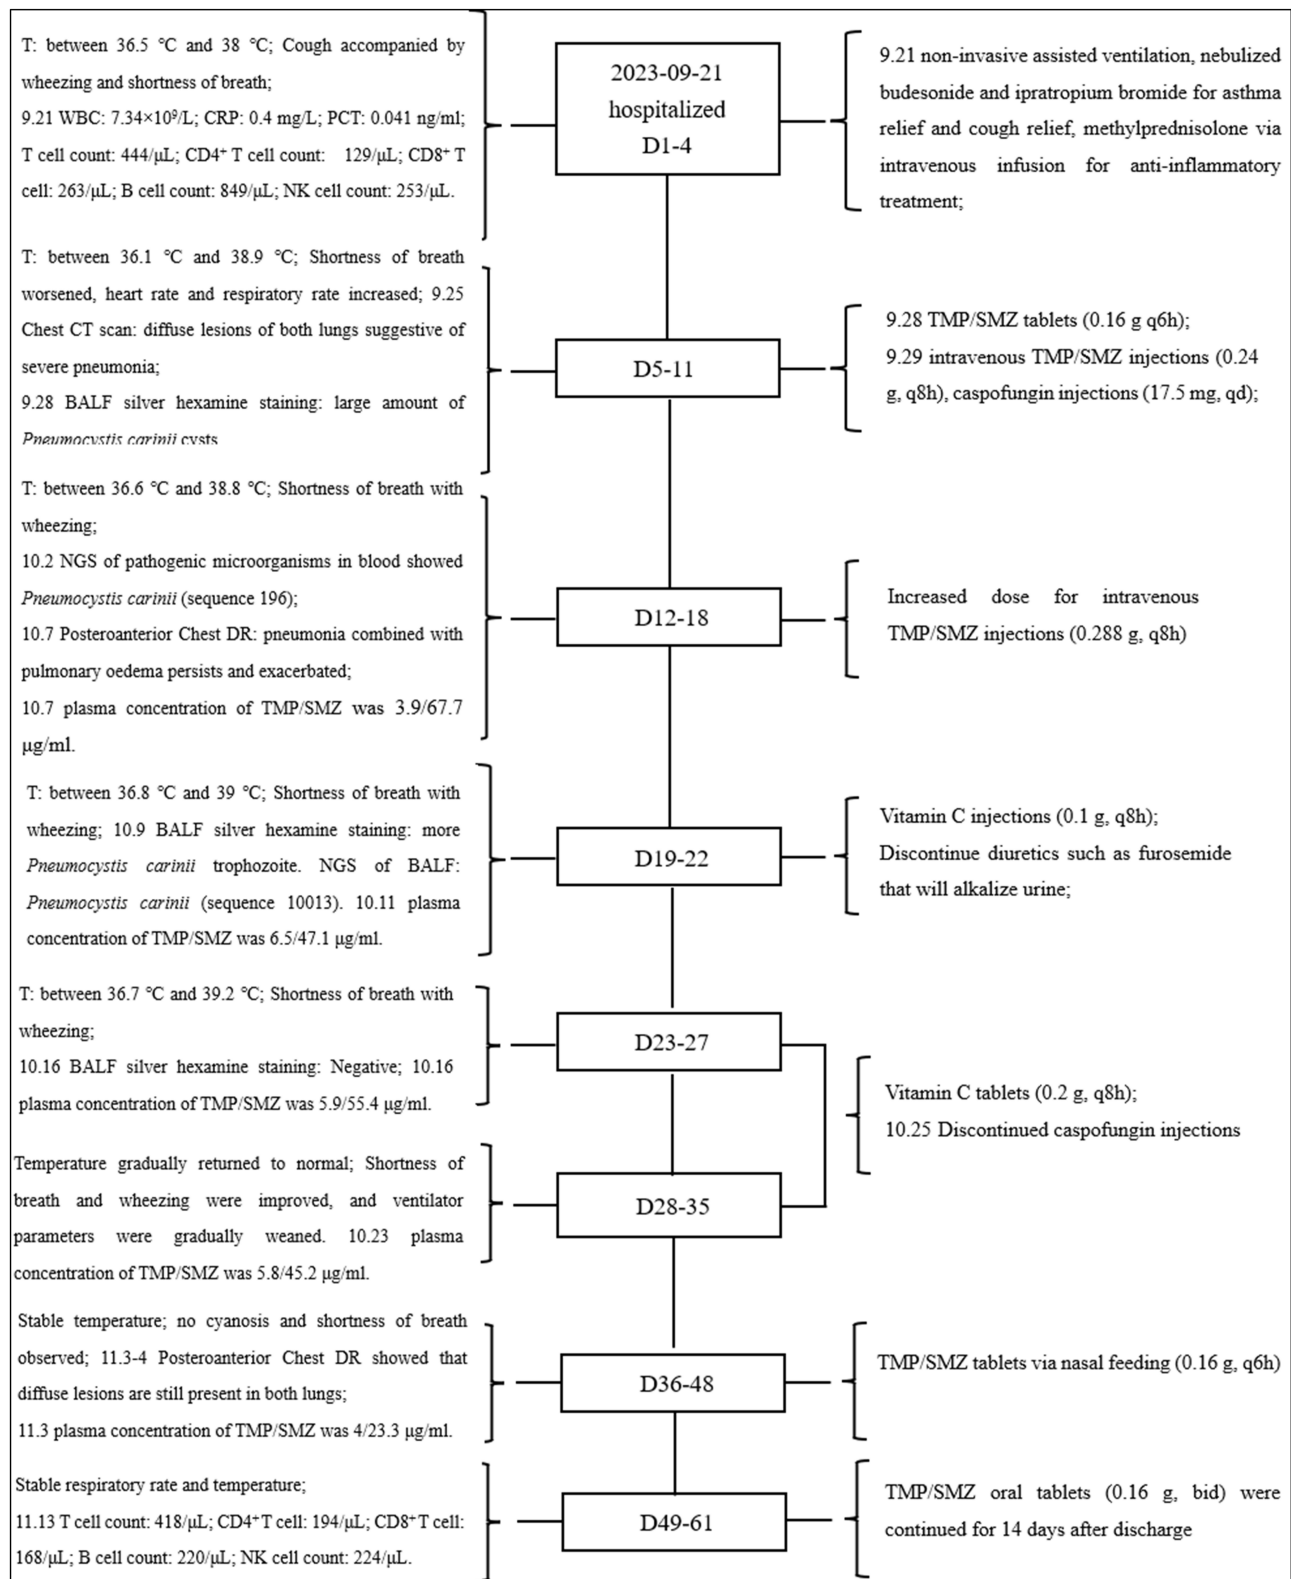 T: between 36.5 °C and 38 °C; Cough accompanied by
wheezing and shortness of breath;
9.21 WBC: 7.34×10⁹/L; CRP: 0.4 mg/L; PCT: 0.041 ng/ml;
T cell count: 444/μL; CD4⁺ T cell count: 129/μL; CD8⁺ T
cell: 263/μL; B cell count: 849/μL; NK cell count: 253/μL.
2023-09-21
hospitalized
D1-4
9.21 non-invasive assisted ventilation, nebulized
budesonide and ipratropium bromide for asthma
relief and cough relief, methylprednisolone via
intravenous infusion for anti-inflammatory
treatment;
T: between 36.1 °C and 38.9 °C; Shortness of breath
worsened, heart rate and respiratory rate increased; 9.25
Chest CT scan: diffuse lesions of both lungs suggestive of
severe pneumonia;
9.28 BALF silver hexamine staining: large amount of
Pneumocystis carinii cysts
D5-11
9.28 TMP/SMZ tablets (0.16 g q6h);
9.29 intravenous TMP/SMZ injections (0.24
g, q8h), caspofungin injections (17.5 mg, qd);
T: between 36.6 °C and 38.8 °C; Shortness of breath with
wheezing;
10.2 NGS of pathogenic microorganisms in blood showed
Pneumocystis carinii (sequence 196);
10.7 Posteroanterior Chest DR: pneumonia combined with
pulmonary oedema persists and exacerbated;
10.7 plasma concentration of TMP/SMZ was 3.9/67.7
μg/ml.
D12-18
Increased dose for intravenous
TMP/SMZ injections (0.288 g, q8h)
T: between 36.8 °C and 39 °C; Shortness of breath with
wheezing; 10.9 BALF silver hexamine staining: more
Pneumocystis carinii trophozoite. NGS of BALF:
Pneumocystis carinii (sequence 10013). 10.11 plasma
concentration of TMP/SMZ was 6.5/47.1 μg/ml.
D19-22
Vitamin C injections (0.1 g, q8h);
Discontinue diuretics such as furosemide
that will alkalize urine;
T: between 36.7 °C and 39.2 °C; Shortness of breath with
wheezing;
10.16 BALF silver hexamine staining: Negative; 10.16
plasma concentration of TMP/SMZ was 5.9/55.4 μg/ml.
D23-27
Vitamin C tablets (0.2 g, q8h);
10.25 Discontinued caspofungin injections
Temperature gradually returned to normal; Shortness of
breath and wheezing were improved, and ventilator
parameters were gradually weaned. 10.23 plasma
concentration of TMP/SMZ was 5.8/45.2 μg/ml.
D28-35
Stable temperature; no cyanosis and shortness of breath
observed; 11.3-4 Posteroanterior Chest DR showed that
diffuse lesions are still present in both lungs;
11.3 plasma concentration of TMP/SMZ was 4/23.3 μg/ml.
D36-48
TMP/SMZ tablets via nasal feeding (0.16 g, q6h)
Stable respiratory rate and temperature;
11.13 T cell count: 418/μL; CD4⁺T cell: 194/μL; CD8⁺T cell:
168/μL; B cell count: 220/μL; NK cell count: 224/μL.
D49-61
TMP/SMZ oral tablets (0.16 g, bid) were
continued for 14 days after discharge